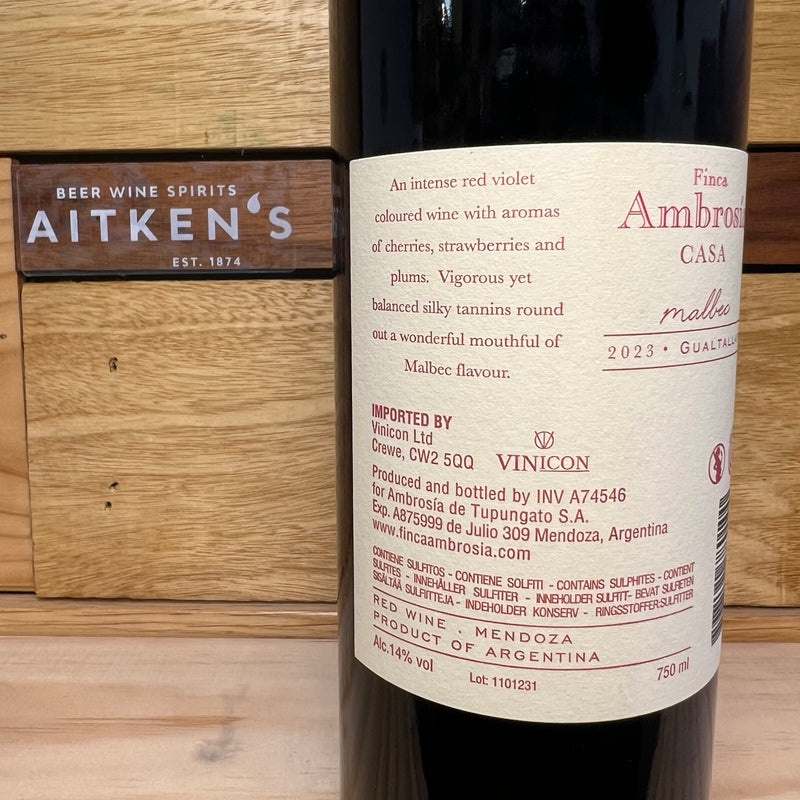 BEER WINE SPIRITS
AITKEN'S
EST. 1874
An intense red violet
coloured wine with aromas
of cherries, strawberries and
plums. Vigorous yet
balanced silky tannins round
out a wonderful mouthful of
Malbec flavour.
IMPORTED BY
Vinicon Ltd
Crewe, CW2 5QQ
VINICON
Produced and bottled by INV A74546
for Ambrosía de Tupungato S.A.
Exp. A875999 de Julio 309 Mendoza, Argentina
www.fincaambrosia.com
CONTIENE SULFITOS - CONTIENE SOLFITI - CONTAINS SULPHITES - CONTIENT
SULFITES - INNEHÅLLER SULFITTER - INNEHOLDER SULFITT- BEVAT SULFIETEN
SISÄLTÄÄ SULFIITTEJA - INDEHOLDER KONSERV - RINGSSTOFFER:SULFITTER
RED WINE . MENDOZA
PRODUCT OF ARGENTINA
Alc.14% vol
Lot: 1101231
750 ml
Finca
Ambrosí
CASA
malbec
2023 • GUALTALLA